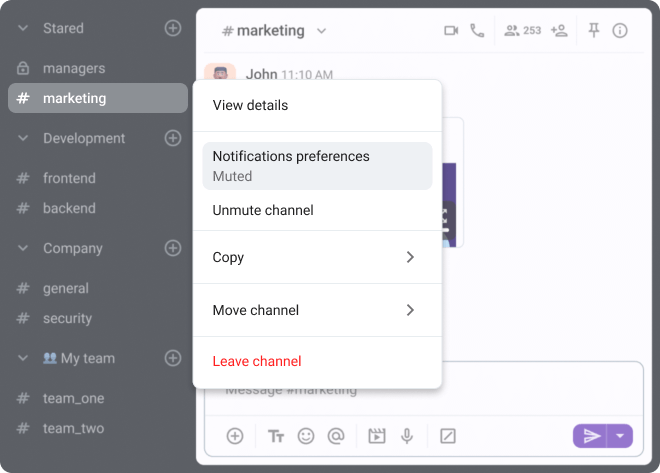 Stared
managers
# marketing
Development
# frontend
# backend
Company
# general
# security
My team
# team_one
# team_two
# marketing
253
John 11:10 AM
View details
Notifications preferences
Muted
Unmute channel
Copy
Move channel
Leave channel
Message #marketing
Tт
@